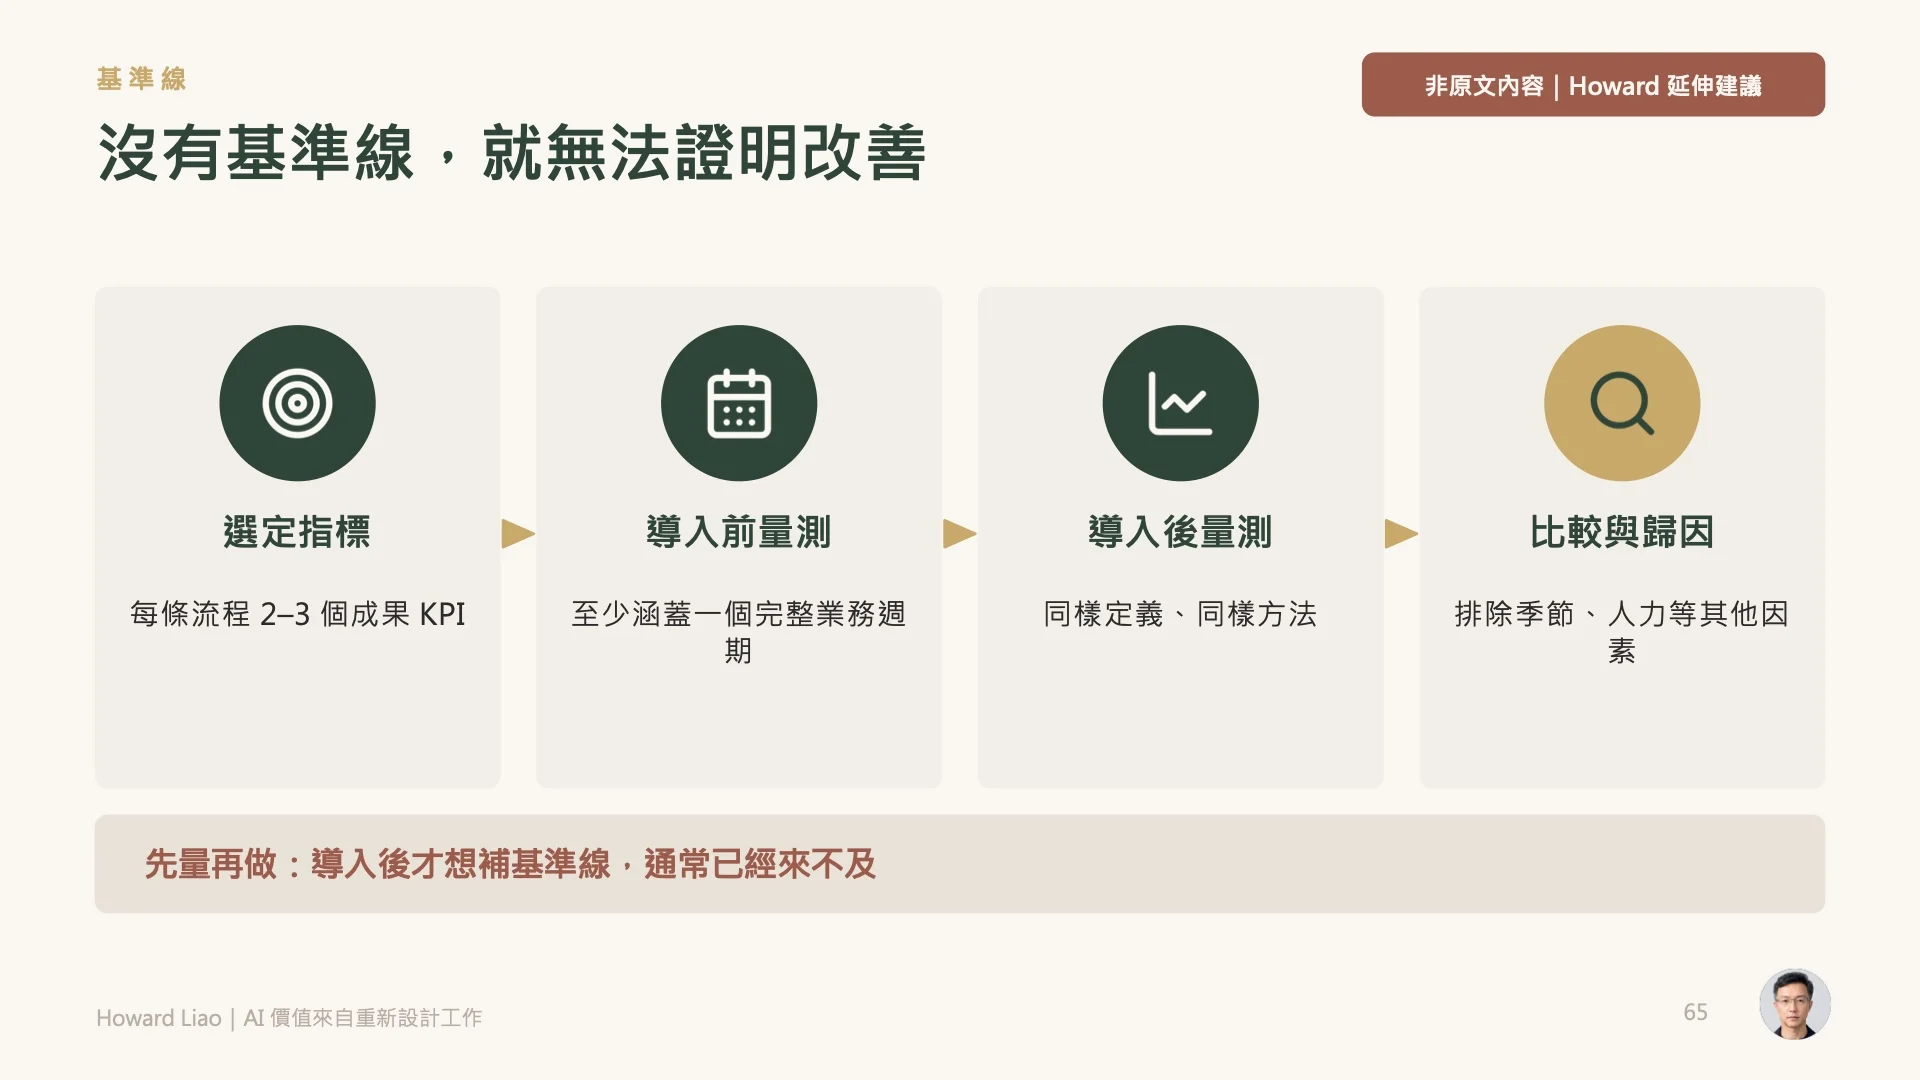 基準線
非原文內容｜Howard 延伸建議
沒有基準線，就無法證明改善
選定指標
每條流程 2–3 個成果 KPI
導入前量測
至少涵蓋一個完整業務週
期
導入後量測
同樣定義、同樣方法
比較與歸因
排除季節、人力等其他因
素
先量再做：導入後才想補基準線，通常已經來不及
Howard Liao｜AI 價值來自重新設計工作
65